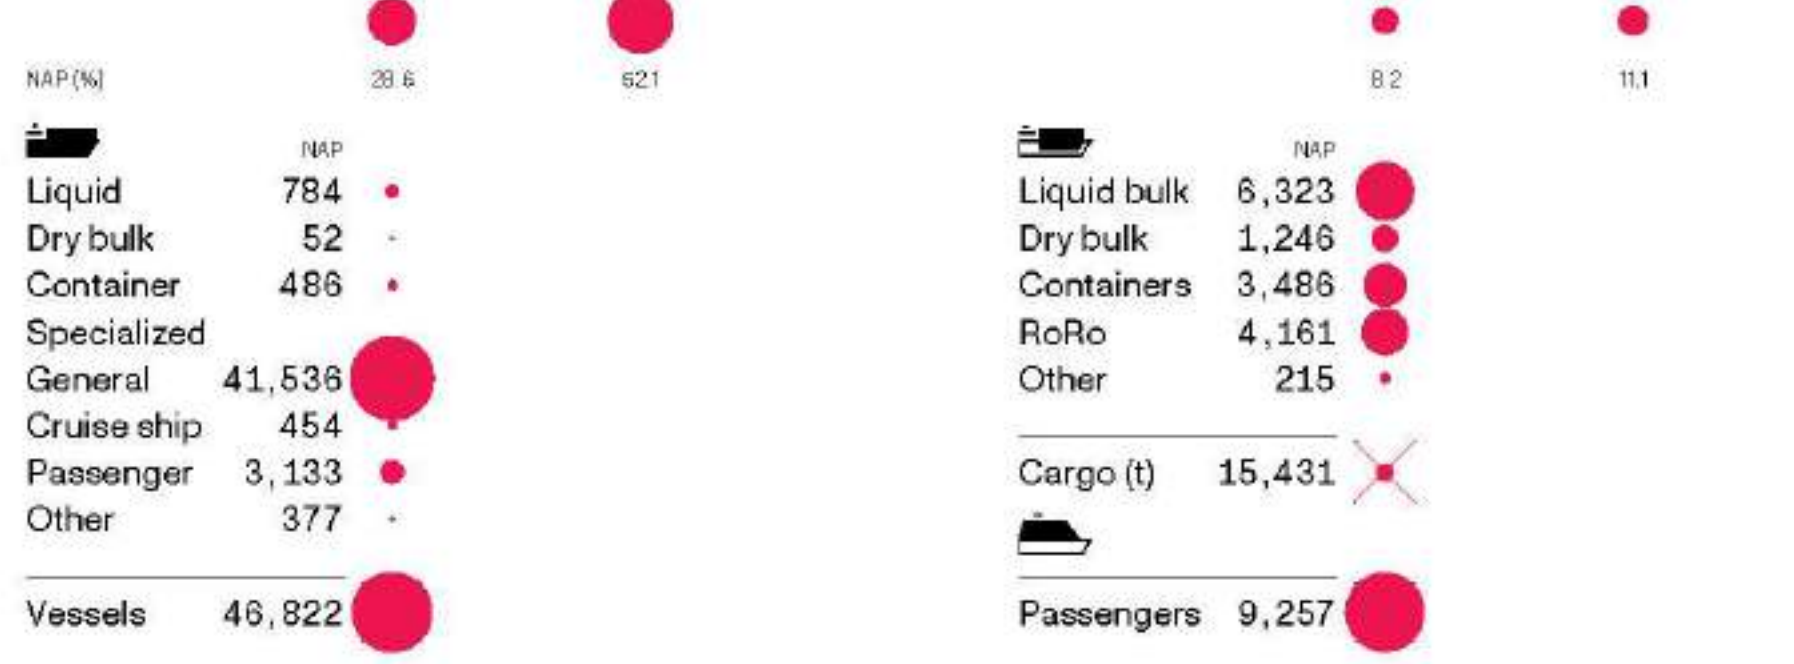 NAP (%) 28.6 62.1
NAP
Liquid 784
Dry bulk 52
Container 486
Specialized
General 41,536
Cruise ship 454
Passenger 3,133
Other 377
Vessels 46,822
8.2 11.1
NAP
Liquid bulk 6,323
Dry bulk 1,246
Containers 3,486
RoRo 4,161
Other 215
Cargo (t) 15,431
Passengers 9,257